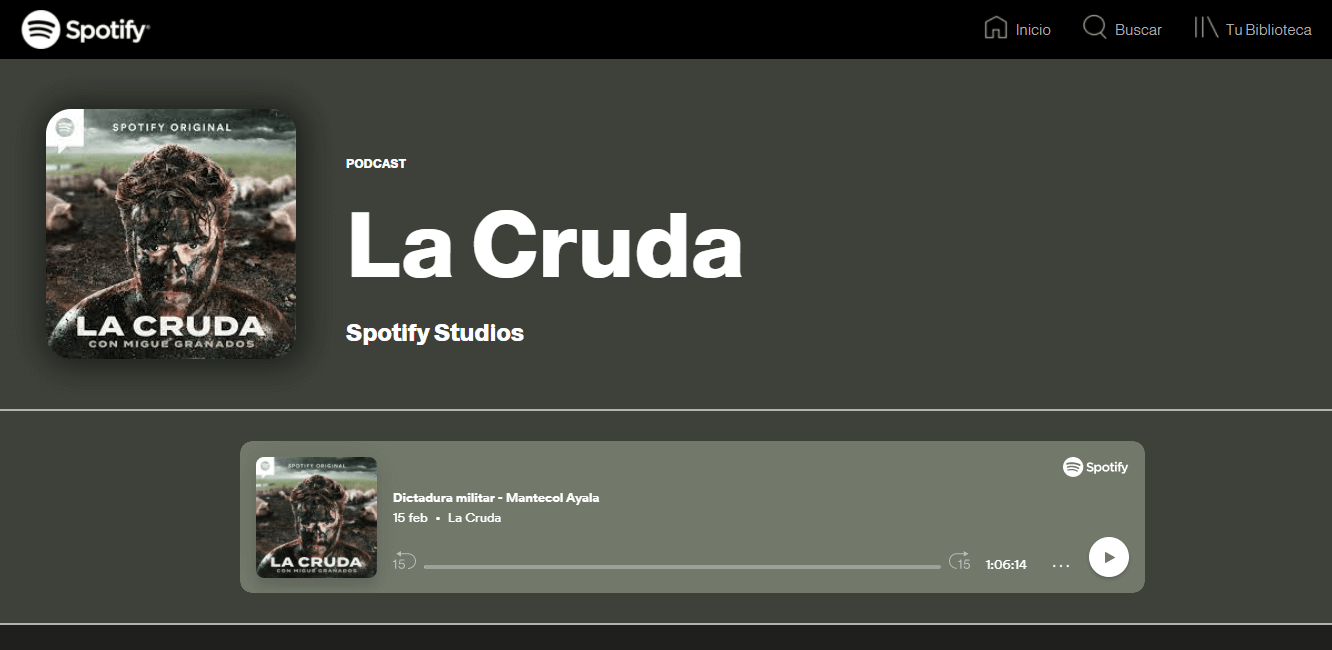 Spotify
Inicio
Buscar
Tu Biblioteca
SPOTIFY ORIGINAL
LA CRUDA
CON MIGUE GRANADOS
PODCAST
La Cruda
Spotify Studios
SPOTIFY ORIGINAL
LA CRUDA
CON MIGUE GRANADOS
Spotify
Dictadura militar - Mantecol Ayala
15 feb • La Cruda
15
15
1:06:14